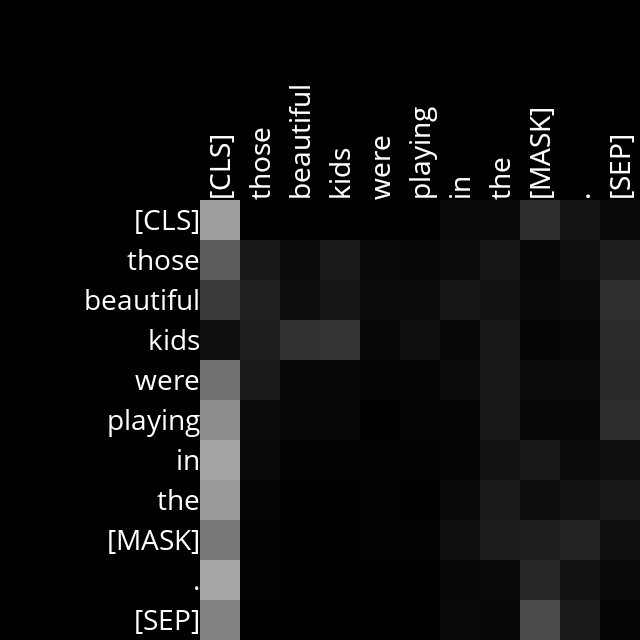 [CLS] those beautiful kids were playing in the [MASK] . [SEP]
[CLS]
those
beautiful
kids
were
playing
in
the
[MASK]
.
[SEP]